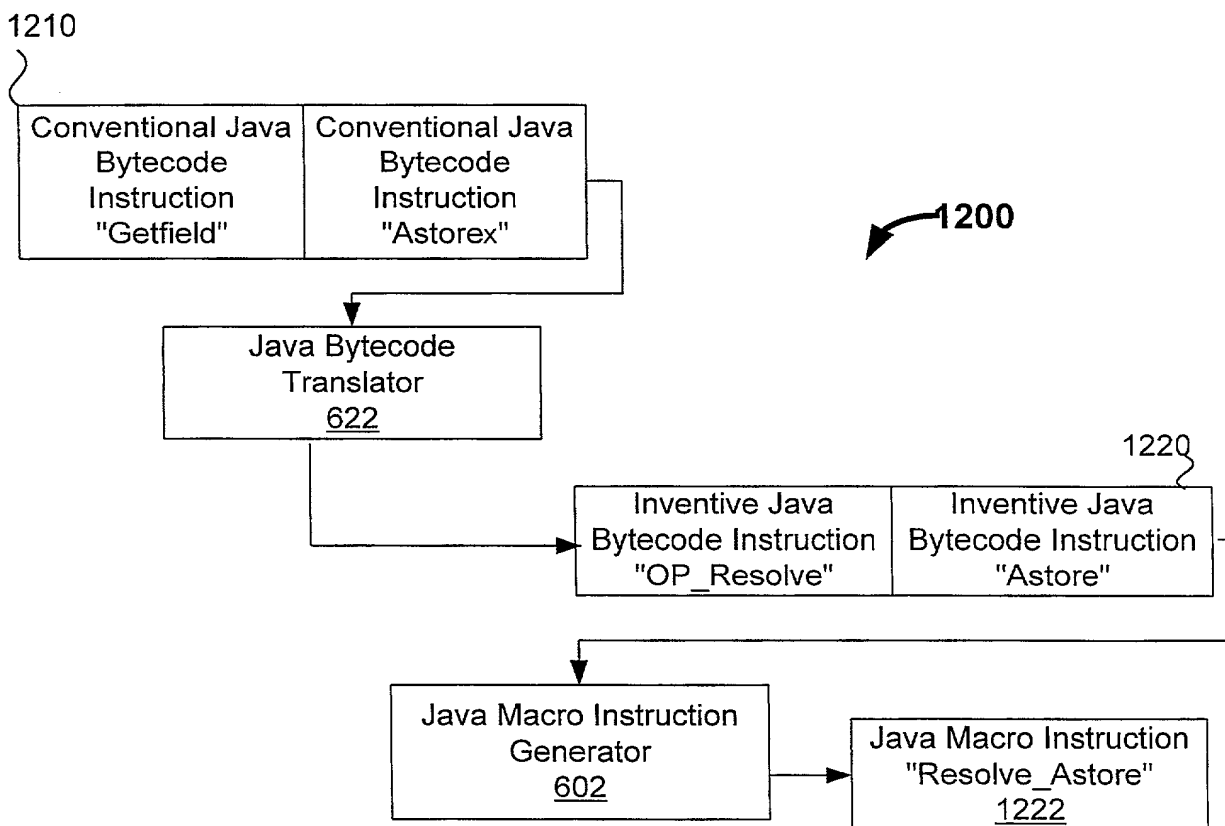 1210
Conventional Java
Bytecode
Instruction
"Getfield"
Conventional Java
Bytecode
Instruction
"Astorex"
1200
Java Bytecode
Translator
622
1220
Inventive Java
Bytecode Instruction
"OP_Resolve"
Inventive Java
Bytecode Instruction
"Astore"
Java Macro Instruction
Generator
602
Java Macro Instruction
"Resolve_Astore"
1222